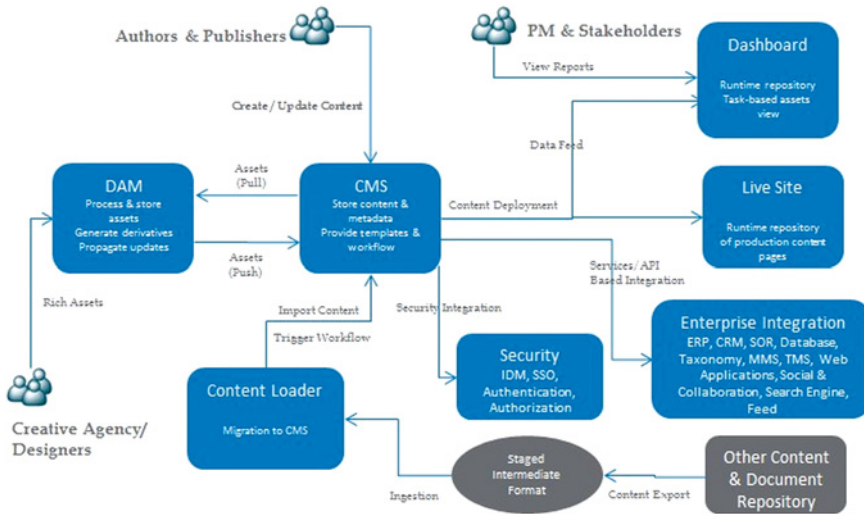 Authors & Publishers
PM & Stakeholders
Dashboard
Runtime repository
Task-based assets
view
View Reports
Create/ Update Content
Data Feed
DAM
Process & store
assets
Generate derivatives
Propagate updates
Assets
(Pull)
Assets
(Push)
CMS
Store content &
metadata
Provide templates &
workflow
Content Deployment
Live Site
Runtime repository
of production content
pages
Services/API
Based Integration
Rich Assets
Import Content
Trigger Workflow
Security Integration
Enterprise Integration
ERP, CRM, SOR, Database,
Taxonomy, MMS, TMS, Web
Applications, Social &
Collaboration, Search Engine,
Feed
Security
IDM, SSO,
Authentication,
Authorization
Content Loader
Migration to CMS
Creative Agency/
Designers
Ingestion
Staged
Intermediate
Format
Content Export
Other Content
& Document
Repository